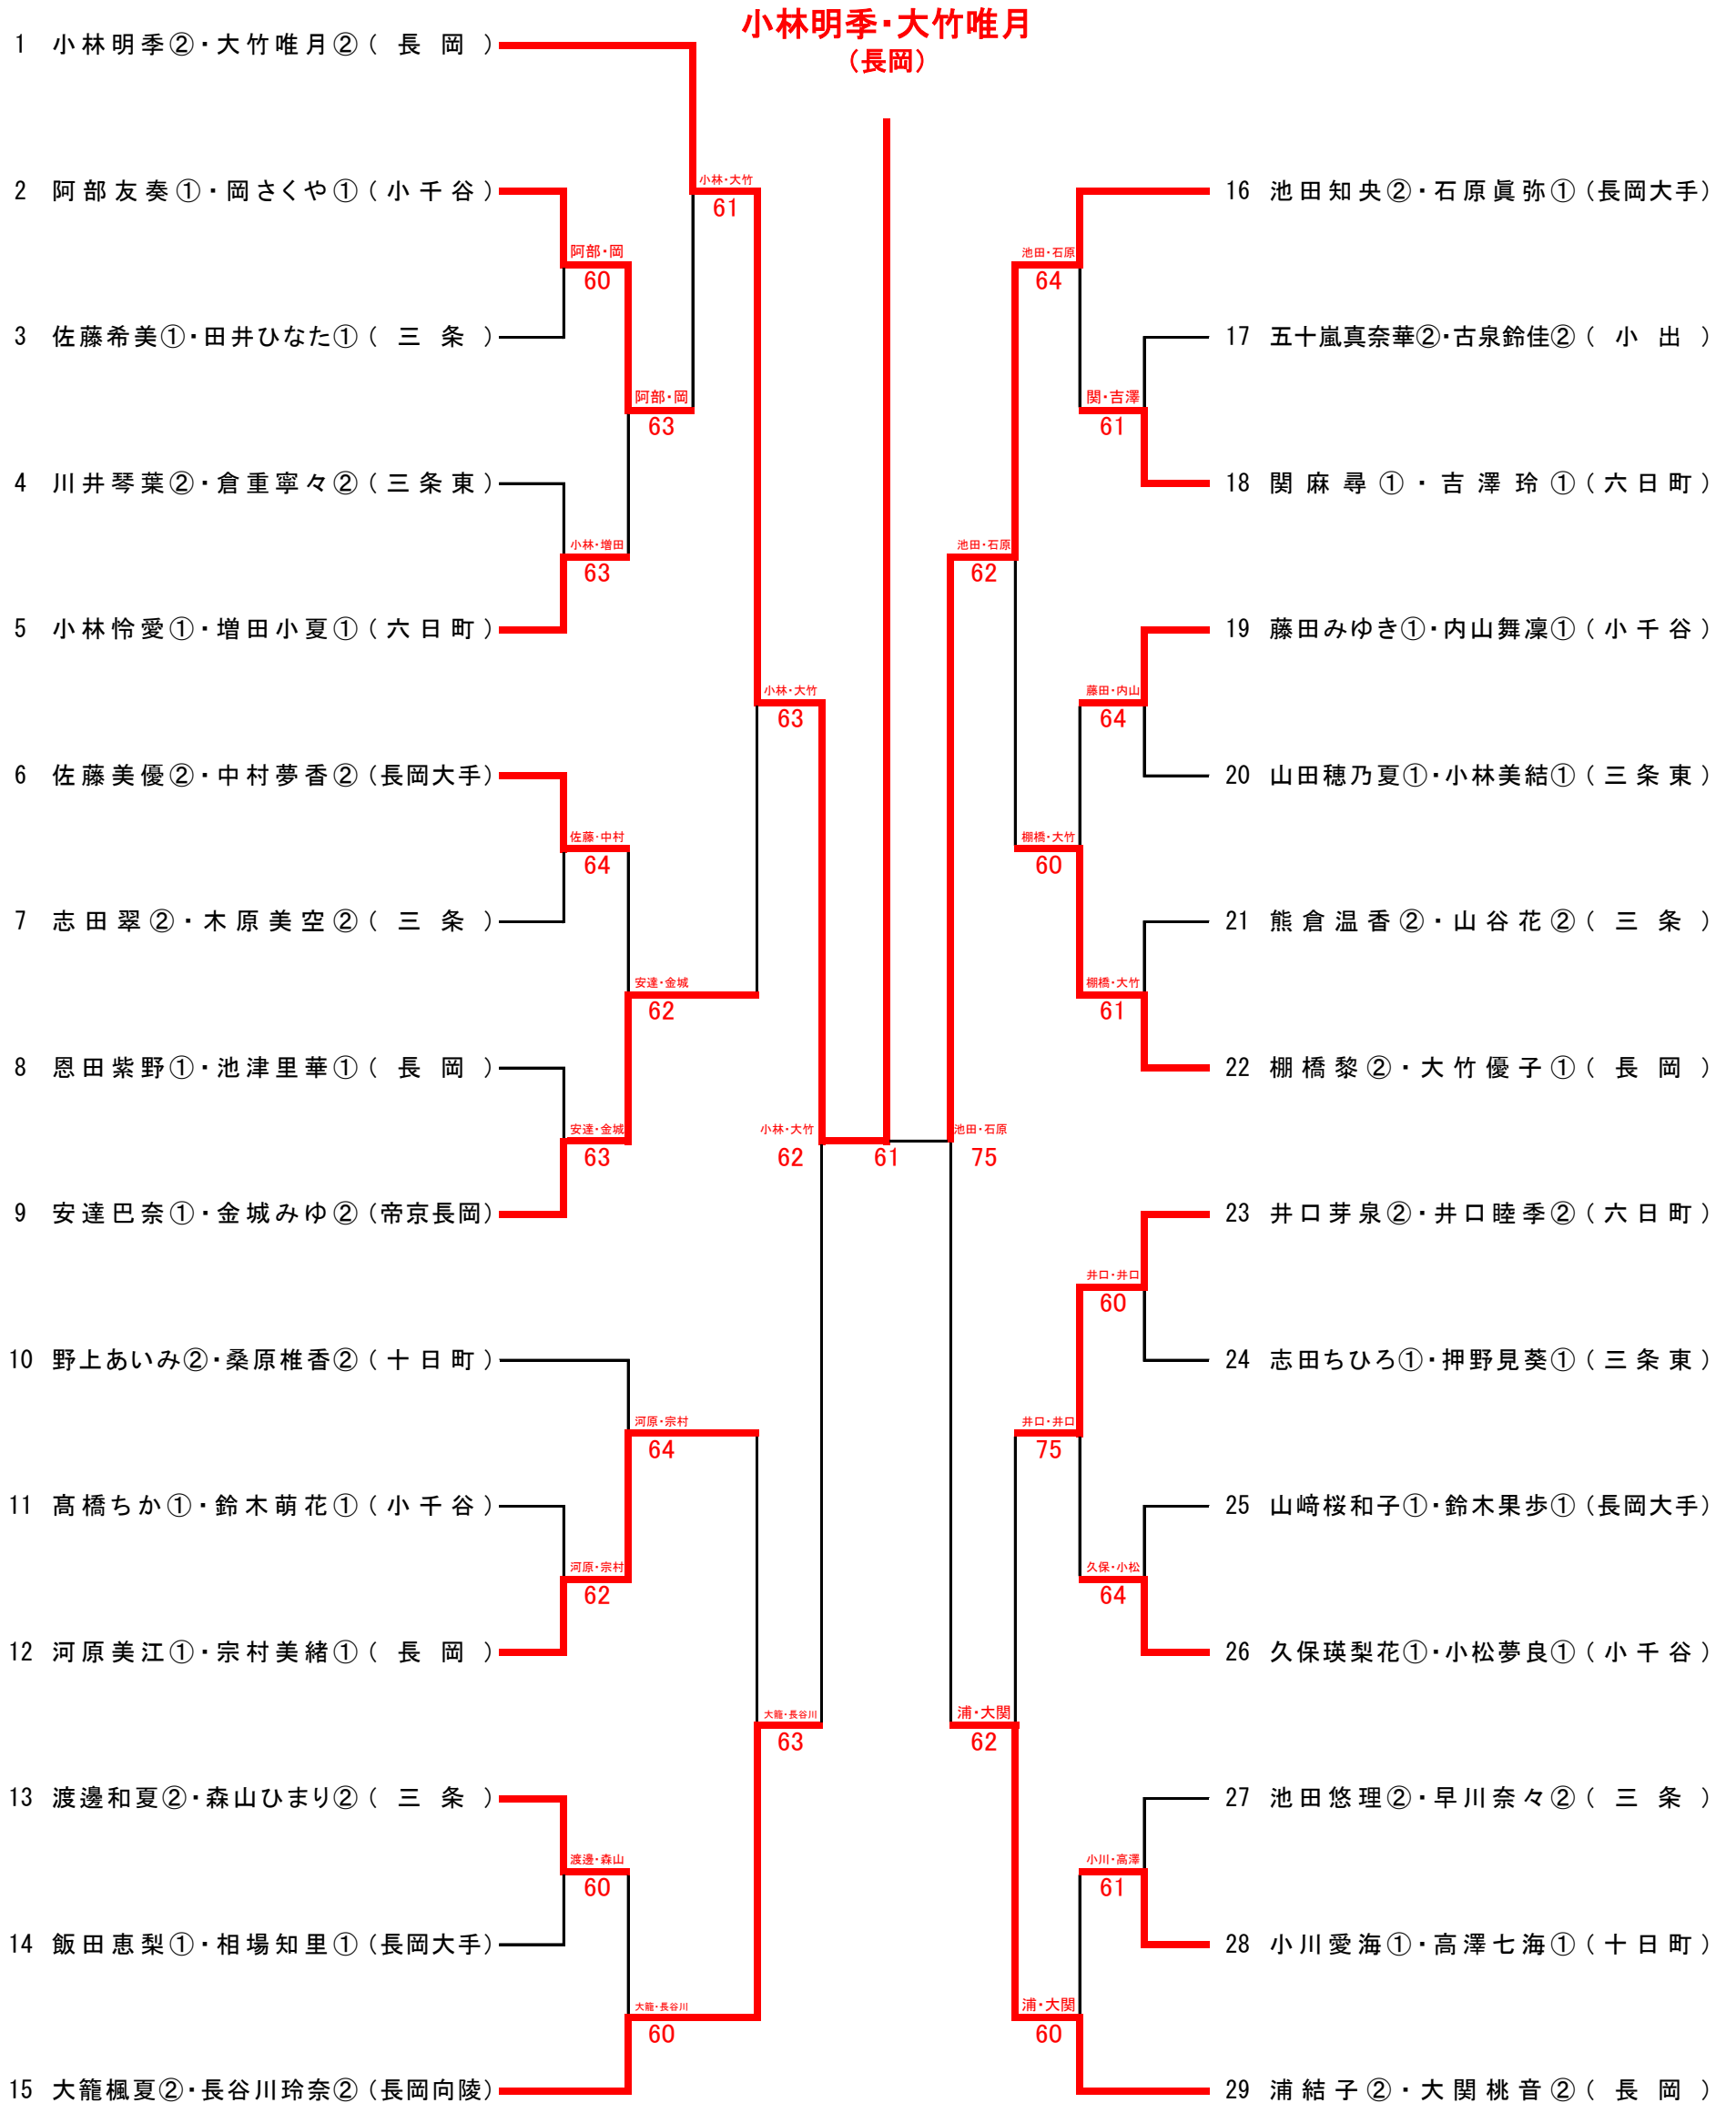 小林明季・大竹唯月
（長岡）
1 小林明季②・大竹唯月②（長岡）
2 阿部友奏①・岡さくや①（小千谷）
3 佐藤希美①・田井ひなた①（三条）
4 川井琴葉②・倉重寧々②（三条東）
5 小林怜愛①・増田小夏①（六日町）
6 佐藤美優②・中村夢香②（長岡大手）
7 志田翠②・木原美空②（三条）
8 恩田紫野①・池津里華①（長岡）
9 安達巴奈①・金城みゆ②（帝京長岡）
10 野上あいみ②・桑原椎香②（十日町）
11 髙橋ちか①・鈴木萌花①（小千谷）
12 河原美江①・宗村美緒①（長岡）
13 渡邊和夏②・森山ひまり②（三条）
14 飯田恵梨①・相場知里①（長岡大手）
15 大籠楓夏②・長谷川玲奈②（長岡向陵）
阿部・岡
60
小林・増田
63
佐藤・中村
64
安達・金城
63
河原・宗村
62
渡邊・森山
60
阿部・岡
63
安達・金城
62
河原・宗村
64
大籠・長谷川
60
小林・大竹
61
小林・大竹
63
大籠・長谷川
63
小林・大竹
62
61
池田・石原
75
池田・石原
62
浦・大関
62
池田・石原
64
棚橋・大竹
60
井口・井口
75
浦・大関
60
関・吉澤
61
藤田・内山
64
棚橋・大竹
61
井口・井口
60
久保・小松
64
小川・高澤
61
16 池田知央②・石原眞弥①（長岡大手）
17 五十嵐真奈華②・古泉鈴佳②（小出）
18 関麻尋①・吉澤玲①（六日町）
19 藤田みゆき①・内山舞凜①（小千谷）
20 山田穂乃夏①・小林美結①（三条東）
21 熊倉温香②・山谷花②（三条）
22 棚橋黎②・大竹優子①（長岡）
23 井口芽泉②・井口睦季②（六日町）
24 志田ちひろ①・押野見葵①（三条東）
25 山﨑桜和子①・鈴木果歩①（長岡大手）
26 久保瑛梨花①・小松夢良①（小千谷）
27 池田悠理②・早川奈々②（三条）
28 小川愛海①・高澤七海①（十日町）
29 浦結子②・大関桃音②（長岡）